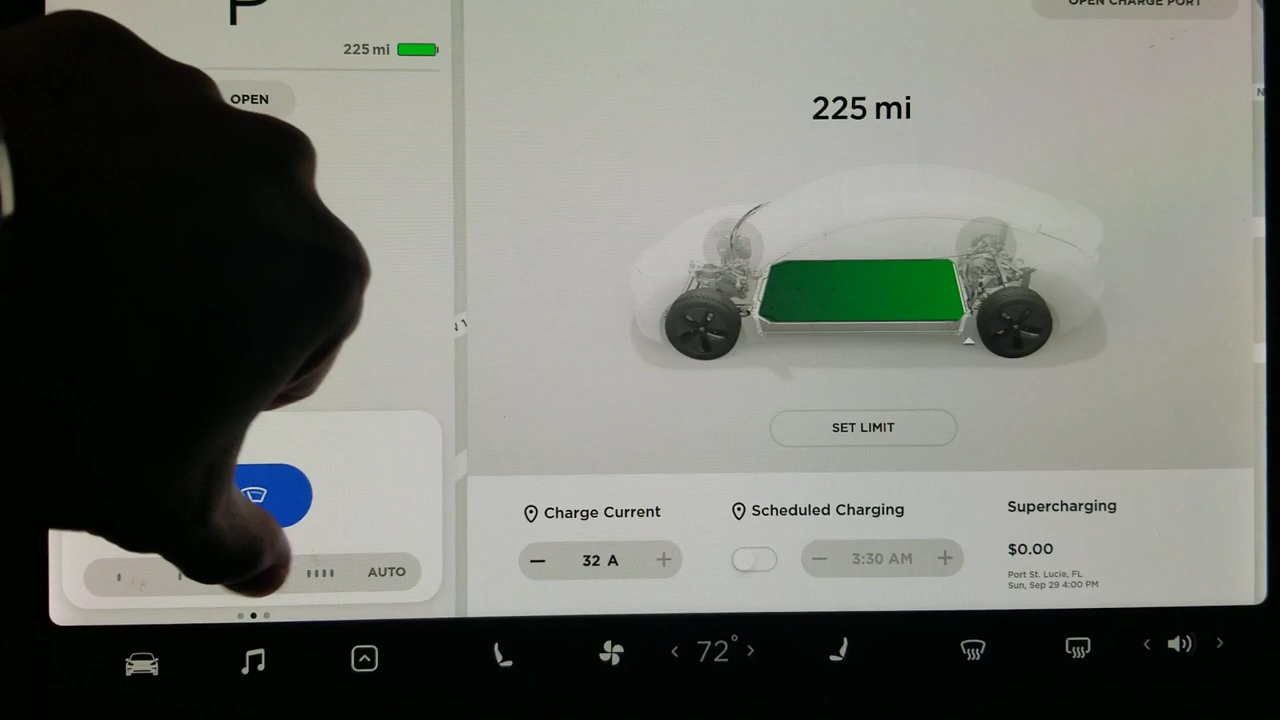 P
OPEN CHARGE PORT
225 mi
OPEN
225 mi
SET LIMIT
Charge Current
Scheduled Charging
Supercharging
32 A
3:30 AM
$0.00
Port St. Lucie, FL
Sun, Sep 29 4:00 PM
AUTO
72°